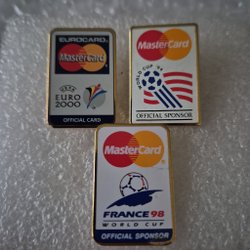 EUROCARD
MasterCard
UEFA
EURO
2000
OFFICIAL CARD
MasterCard
WORLD CUP '94
OFFICIAL SPONSOR
MasterCard
FRANCE 98
WORLD CUP
OFFICIAL SPONSOR